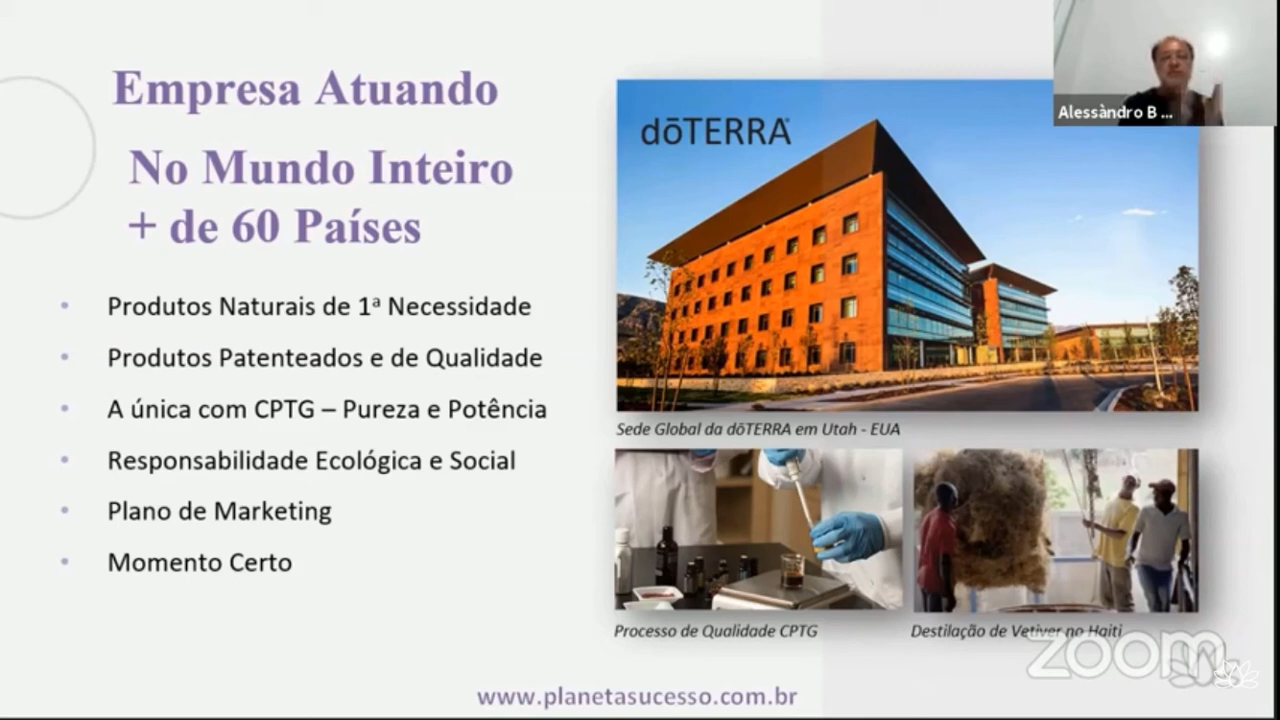 Empresa Atuando
No Mundo Inteiro
+ de 60 Países
• Produtos Naturais de 1ª Necessidade
• Produtos Patenteados e de Qualidade
• A única com CPTG – Pureza e Potência
• Responsabilidade Ecológica e Social
• Plano de Marketing
• Momento Certo
dōTERRA®
Alessàndro B ...
Sede Global da dōTERRA em Utah - EUA
Processo de Qualidade CPTG
Destilação de Vetiver no Haiti
zoom
www.planetasucesso.com.br